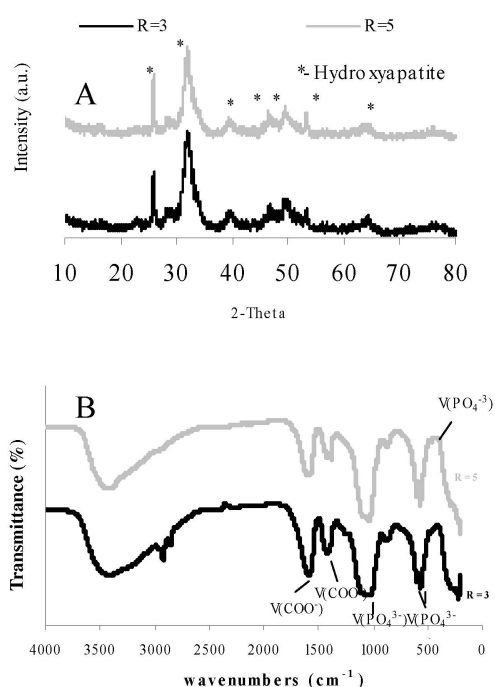 R=3 R=5
Intensity (a.u.)
A
* * * * * * * *
*- Hydroxyapatite
10 20 30 40 50 60 70 80
2-Theta
B
Transmittance (%)
V(PO₄⁻³)
R=5
R=3
V(COO⁻) V(COO⁻)
V(PO₄³⁻) V(PO₄³⁻
4000 3500 3000 2500 2000 1500 1000 500 0
wavenumbers (cm⁻¹)